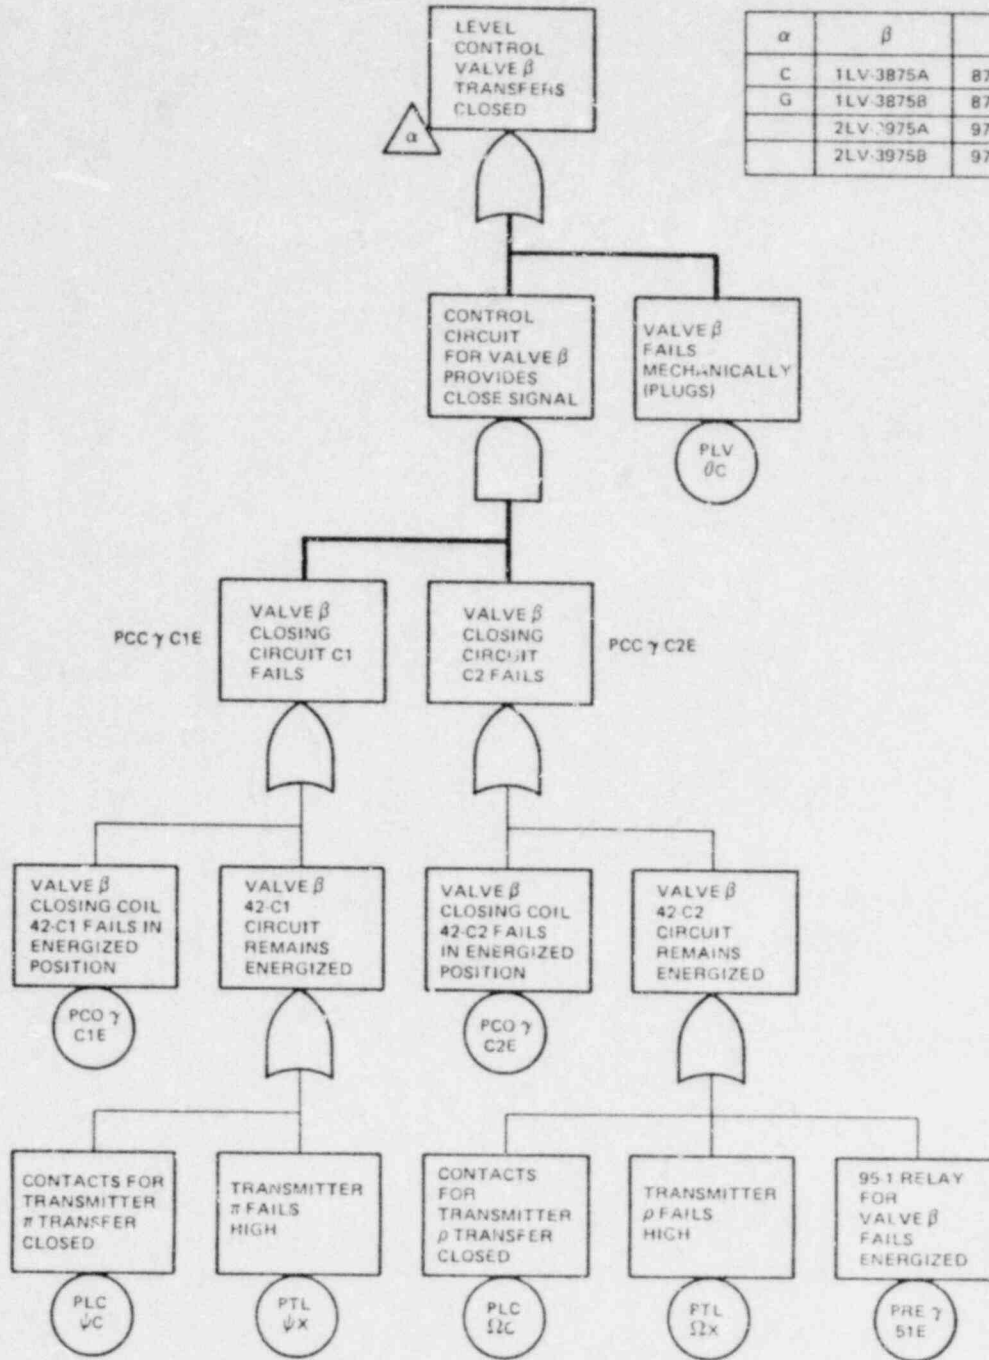 LEVEL
CONTROL
VALVE β
TRANSFERS
CLOSED
α
α β
C 1LV-3875A 87
G 1LV-3875B 87
2LV-3975A 97
2LV-3975B 97
CONTROL
CIRCUIT
FOR VALVE β
PROVIDES
CLOSE SIGNAL
VALVE β
FAILS
MECHANICALLY
(PLUGS)
PLV
θC
PCC γ C1E
VALVE β
CLOSING
CIRCUIT C1
FAILS
VALVE β
CLOSING
CIRCUIT
C2 FAILS
PCC γ C2E
VALVE β
CLOSING COIL
42-C1 FAILS IN
ENERGIZED
POSITION
PCO γ
C1E
VALVE β
42-C1
CIRCUIT
REMAINS
ENERGIZED
VALVE β
CLOSING COIL
42-C2 FAILS
IN ENERGIZED
POSITION
PCO γ
C2E
VALVE β
42-C2
CIRCUIT
REMAINS
ENERGIZED
CONTACTS FOR
TRANSMITTER
π TRANSFER
CLOSED
PLC
ψC
TRANSMITTER
π FAILS
HIGH
PTL
ψX
CONTACTS
FOR
TRANSMITTER
ρ TRANSFER
CLOSED
PLC
ΩC
TRANSMITTER
ρ FAILS
HIGH
PTL
ΩX
95-1 RELAY
FOR
VALVE β
FAILS
ENERGIZED
PRE γ
51E